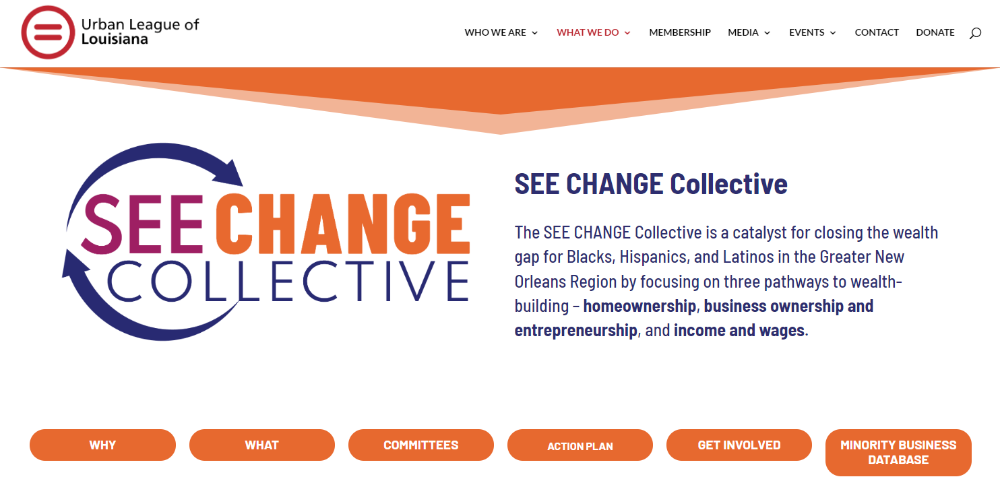 Urban League of
Louisiana
WHO WE ARE
WHAT WE DO
MEMBERSHIP
MEDIA
EVENTS
CONTACT
DONATE
SEE CHANGE
COLLECTIVE
SEE CHANGE Collective
The SEE CHANGE Collective is a catalyst for closing the wealth
gap for Blacks, Hispanics, and Latinos in the Greater New
Orleans Region by focusing on three pathways to wealth-
building – homeownership, business ownership and
entrepreneurship, and income and wages.
WHY
WHAT
COMMITTEES
ACTION PLAN
GET INVOLVED
MINORITY BUSINESS
DATABASE